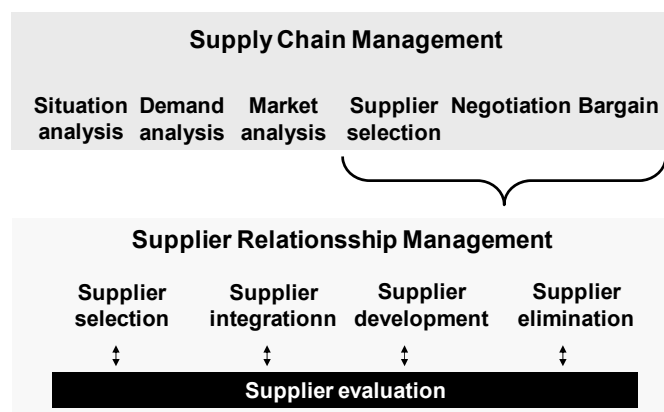 Supply Chain Management
Situation Demand Market Supplier Negotiation Bargain
analysis analysis analysis selection
Supplier Relationsship Management
Supplier Supplier Supplier Supplier
selection integrationn development elimination
Supplier evaluation